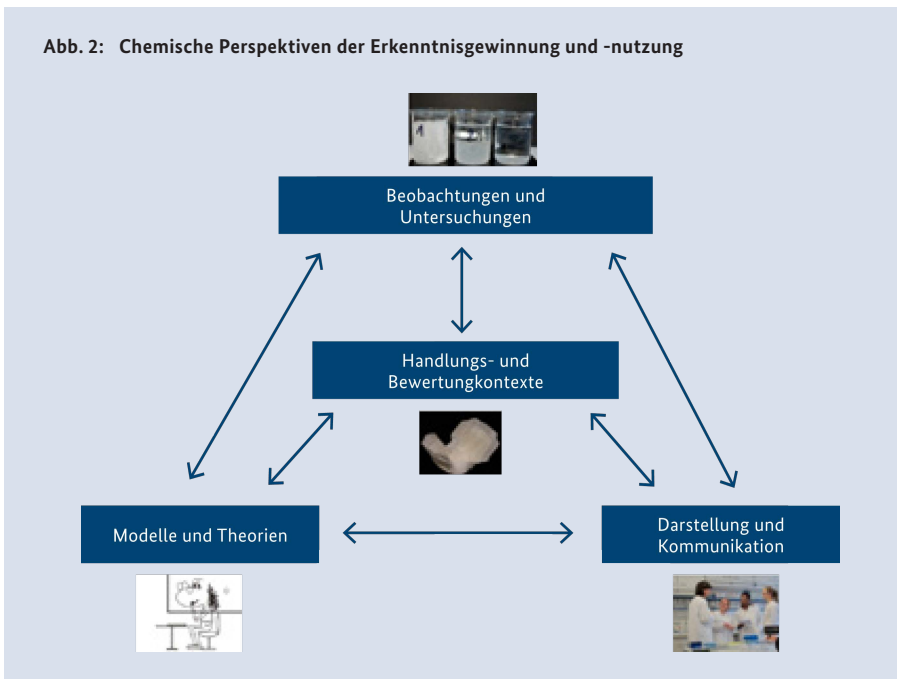 Abb. 2: Chemische Perspektiven der Erkenntnisgewinnung und -nutzung
Beobachtungen und
Untersuchungen
Handlungs- und
Bewertungkontexte
Modelle und Theorien
Darstellung und
Kommunikation